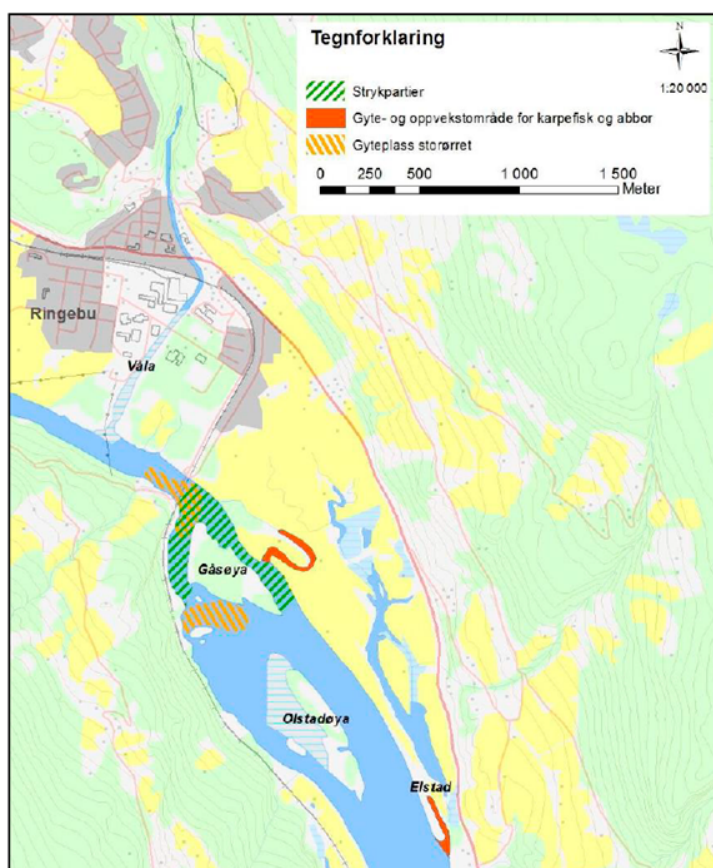 Tegnforklaring
N
1:20 000
Strykpartier
Gyte- og oppvekstområde for karpefisk og abbor
Gyteplass storørret
0 250 500 1 000 1 500
Meter
Ringebu
Våla
Gåsøya
Olstadøya
Elstad